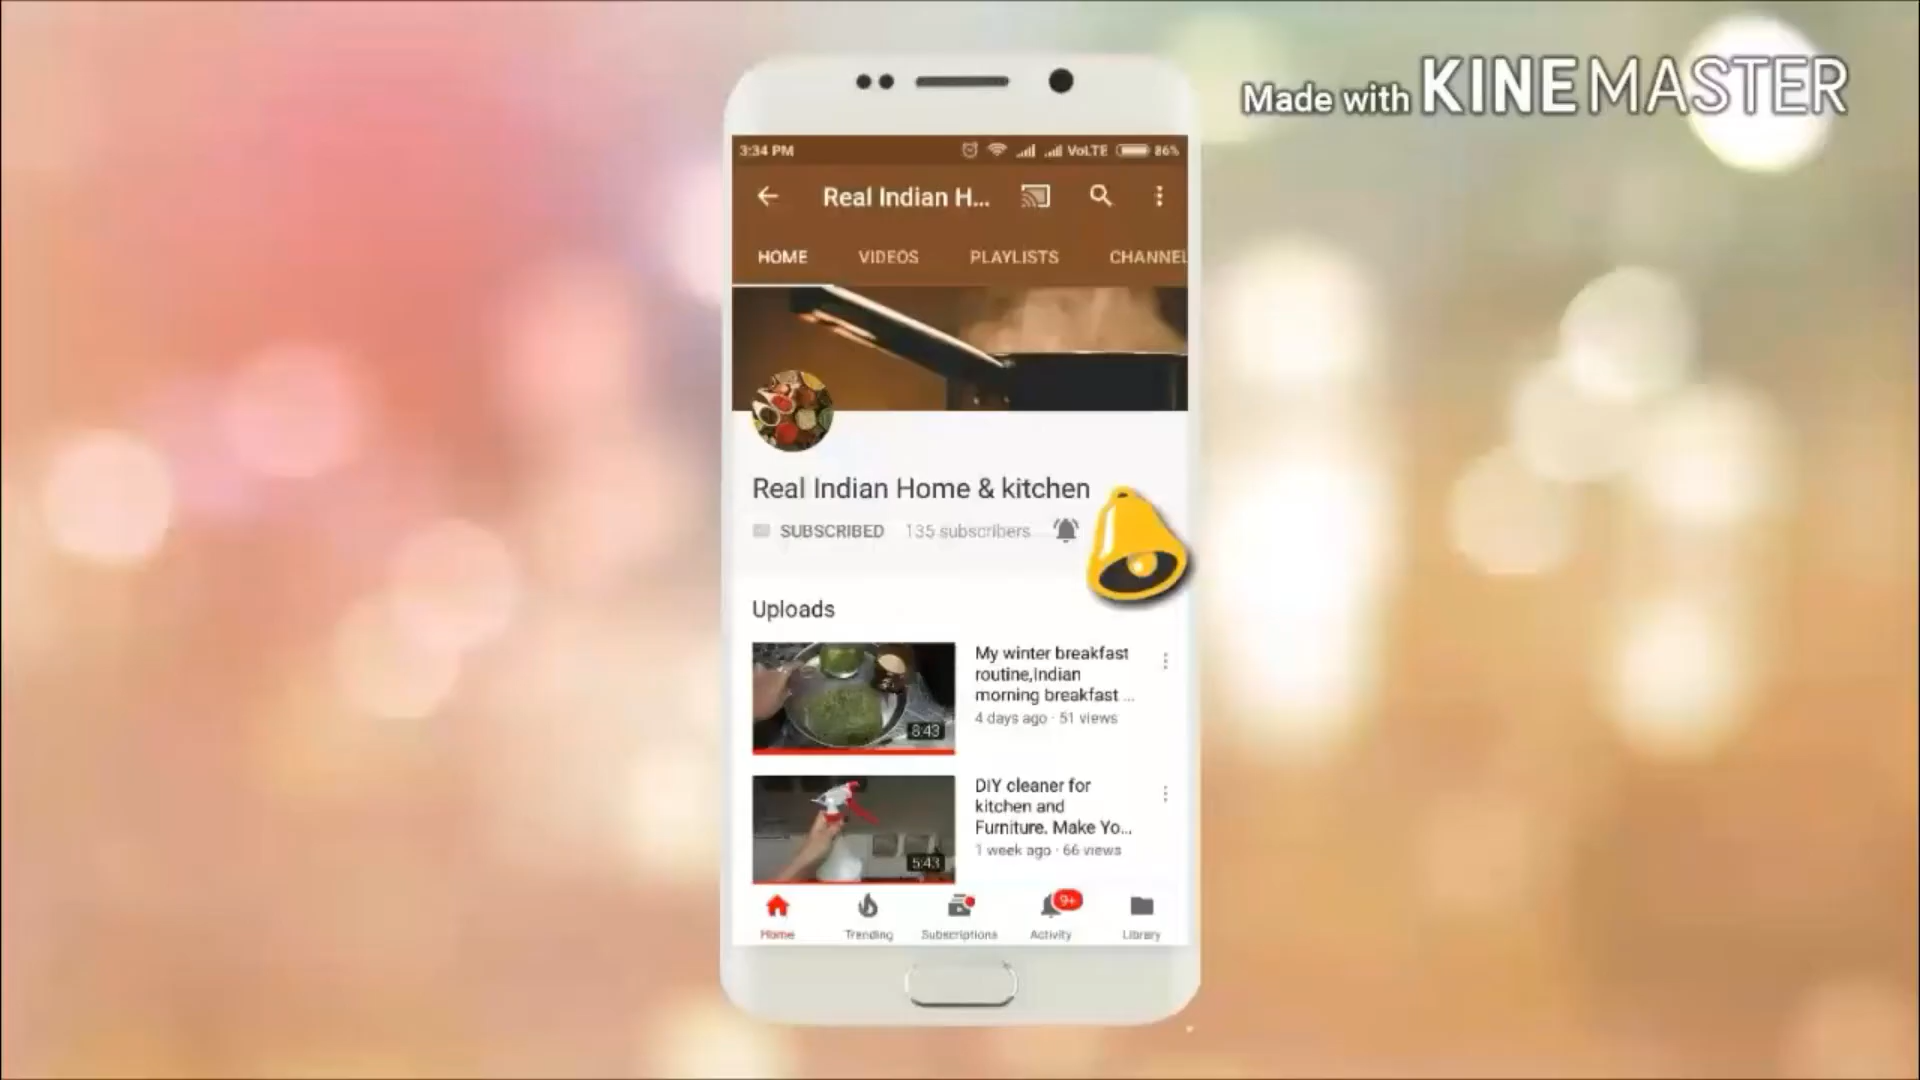 Made with KINEMASTER
3:34 PM VoLTE 86%
Real Indian H...
HOME VIDEOS PLAYLISTS CHANNEL
Real Indian Home & kitchen
SUBSCRIBED 135 subscribers
Uploads
My winter breakfast
routine,Indian
morning breakfast ...
4 days ago · 51 views
8:43
DIY cleaner for
kitchen and
Furniture. Make Yo...
1 week ago · 66 views
5:43
9+
Home Trending Subscriptions Activity Library